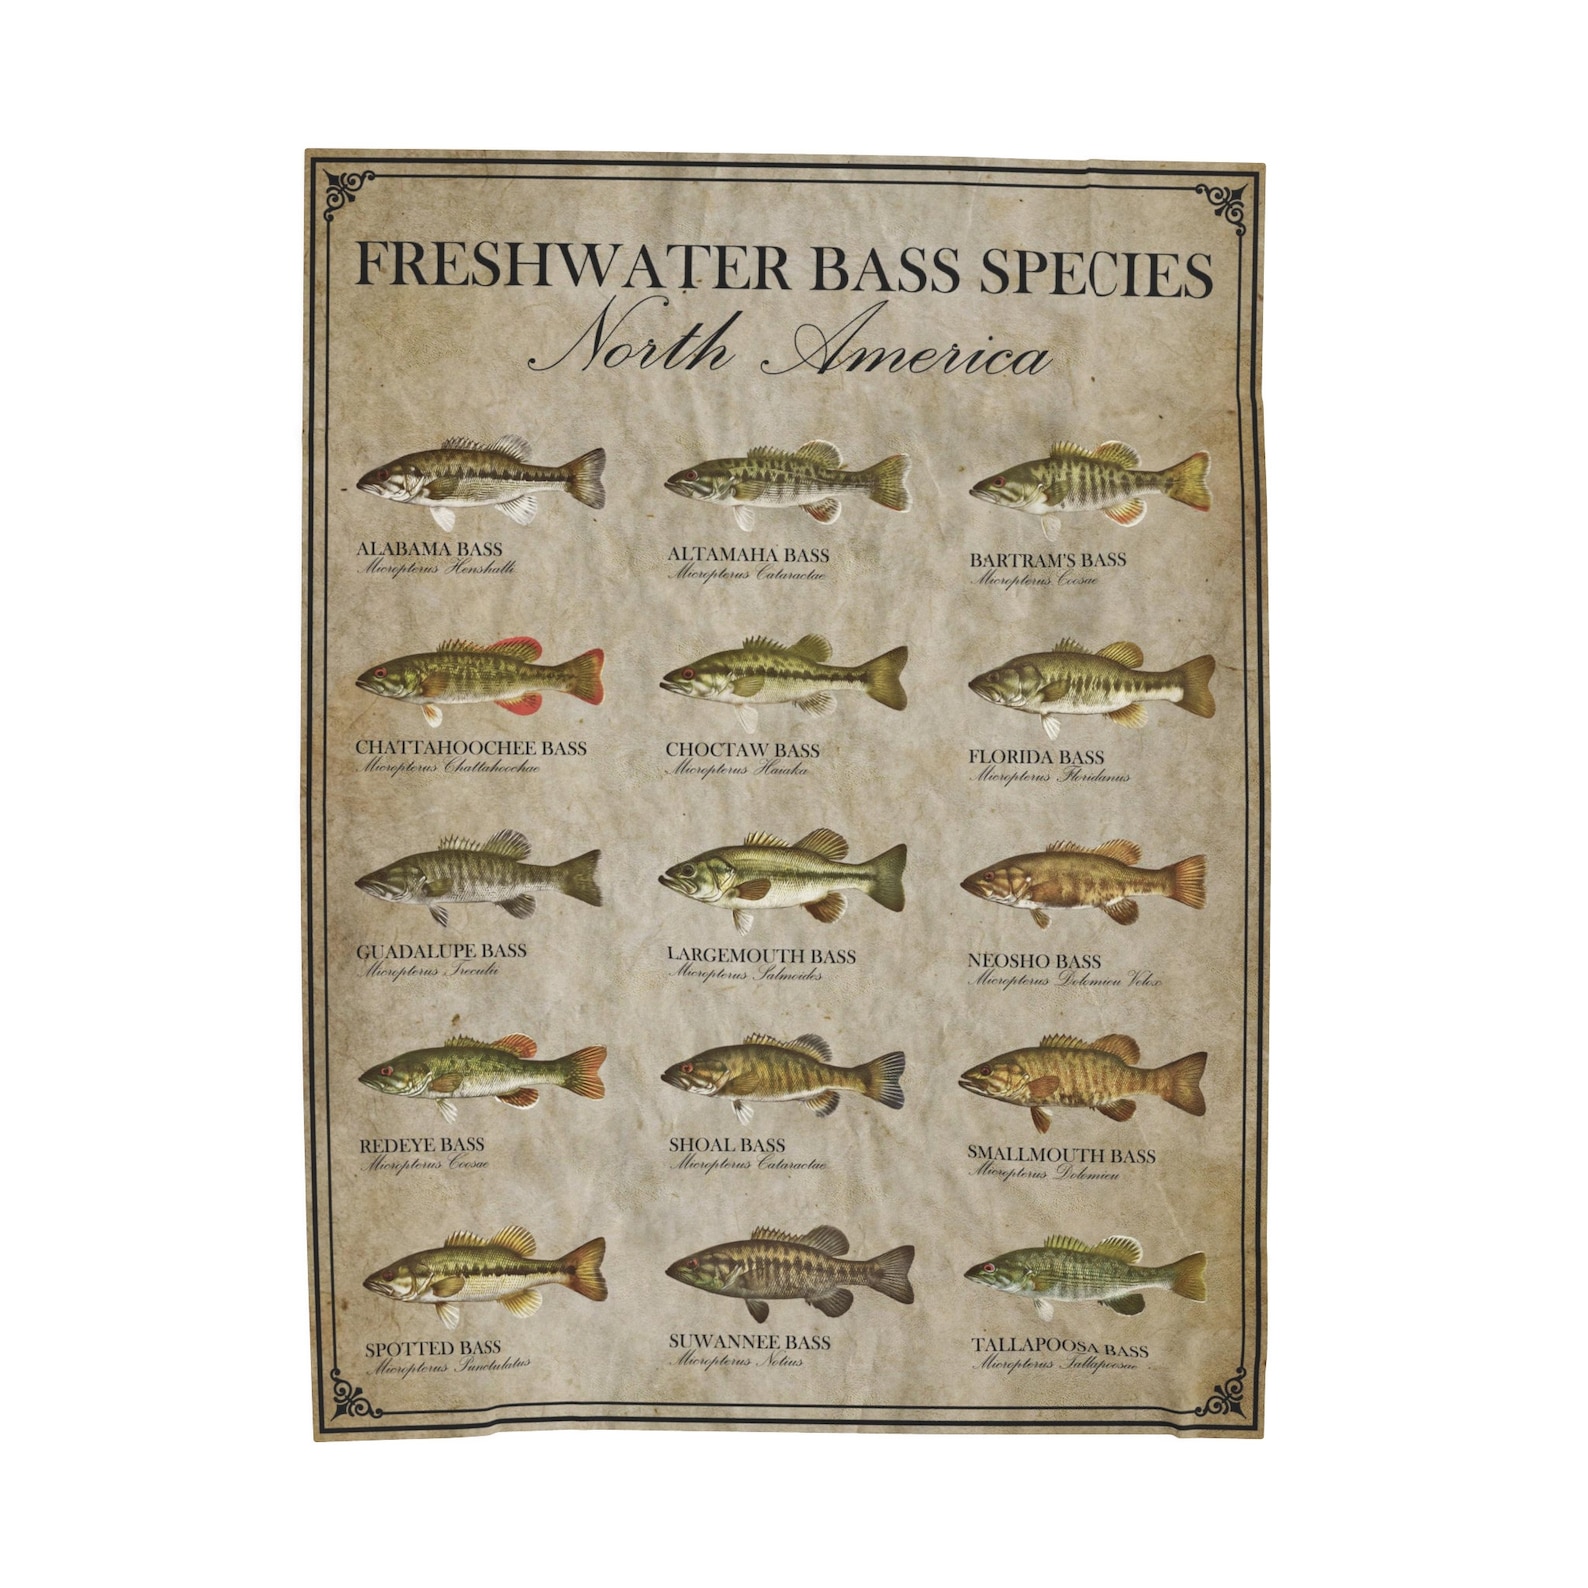 FRESHWATER BASS SPECIES
North America
ALABAMA BASS
Micropterus Henshalli
ALTAMAHA BASS
Micropterus Cataractae
BARTRAM'S BASS
Micropterus Coosae
CHATTAHOOCHEE BASS
Micropterus Chattahoochae
CHOCTAW BASS
Micropterus Haiaka
FLORIDA BASS
Micropterus Floridanus
GUADALUPE BASS
Micropterus Treculii
LARGEMOUTH BASS
Micropterus Salmoides
NEOSHO BASS
Micropterus Dolomieu Velox
REDEYE BASS
Micropterus Coosae
SHOAL BASS
Micropterus Cataractae
SMALLMOUTH BASS
Micropterus Dolomieu
SPOTTED BASS
Micropterus Punctulatus
SUWANNEE BASS
Micropterus Notius
TALLAPOOSA BASS
Micropterus Tallapoosae